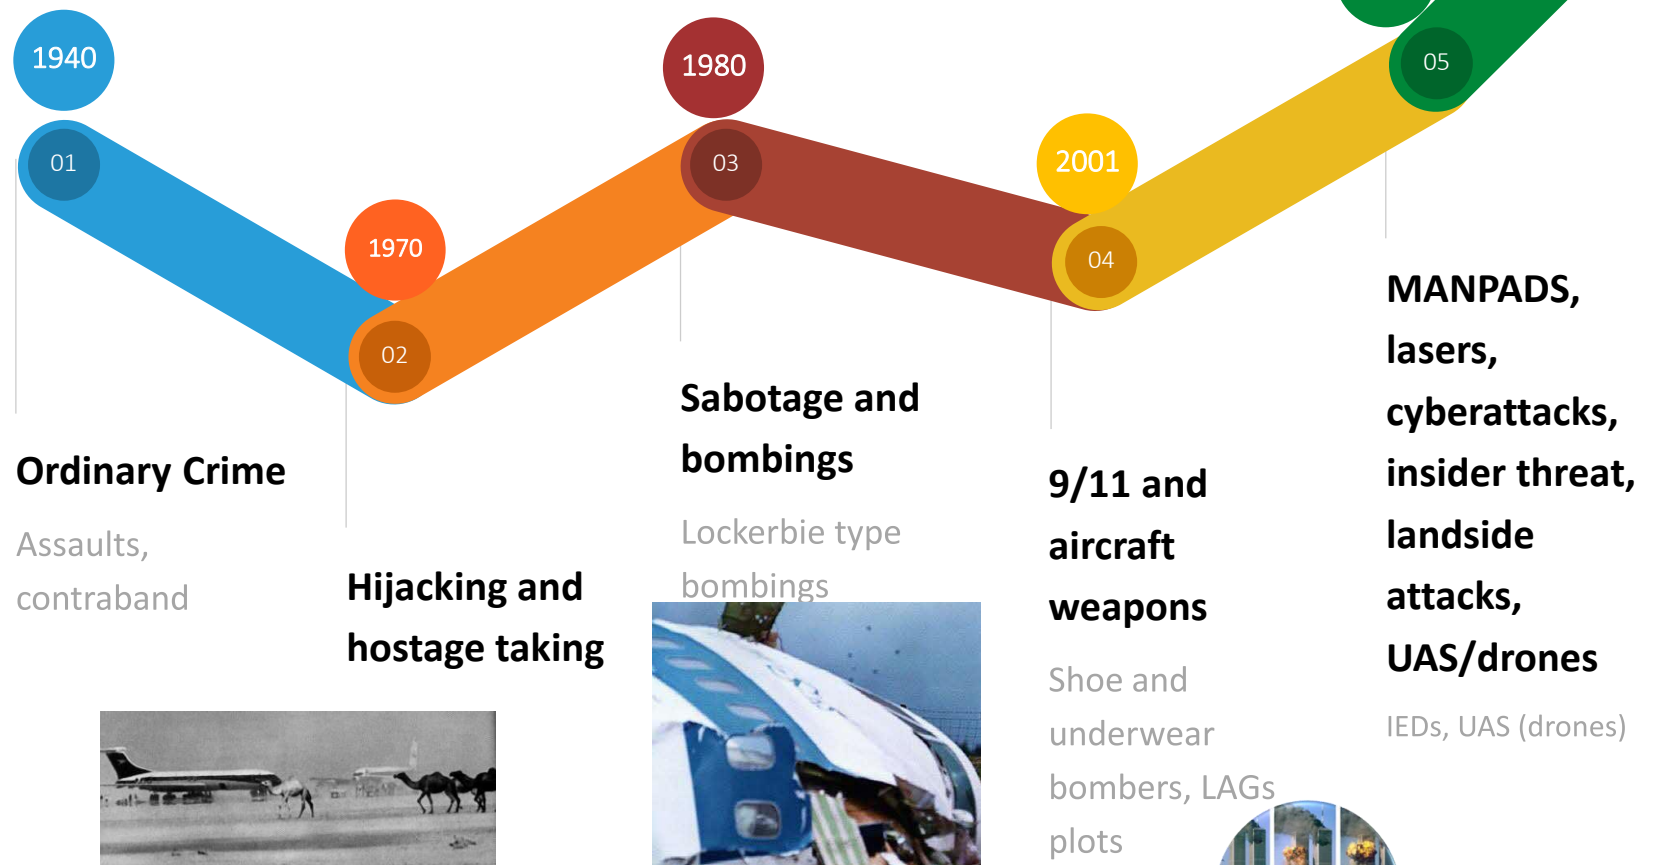 1940
01
Ordinary Crime
Assaults,
contraband
1970
02
Hijacking and
hostage taking
1980
03
Sabotage and
bombings
Lockerbie type
bombings
2001
04
9/11 and
aircraft
weapons
Shoe and
underwear
bombers, LAGs
plots
05
MANPADS,
lasers,
cyberattacks,
insider threat,
landside
attacks,
UAS/drones
IEDs, UAS (drones)